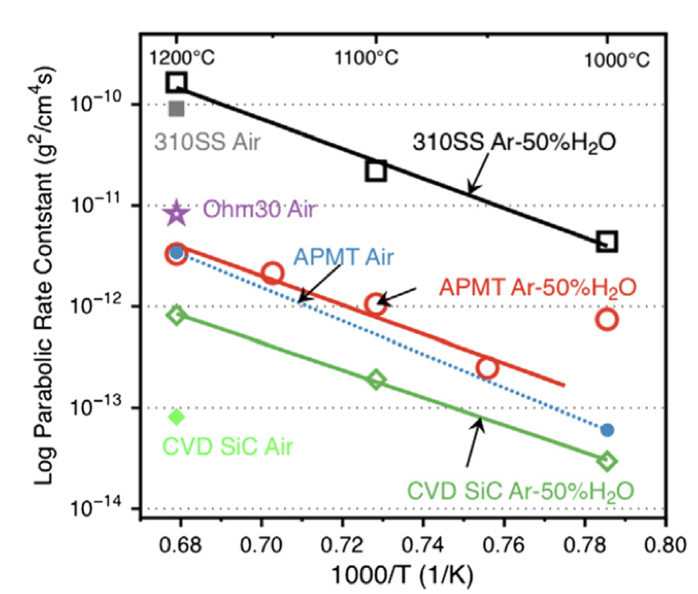 1200°C
1100°C
1000°C
Log Parabolic Rate Contstant (g²/cm⁴s)
10⁻¹⁰
310SS Air
310SS Ar-50%H₂O
10⁻¹¹
Ohm30 Air
APMT Air
APMT Ar-50%H₂O
10⁻¹²
10⁻¹³
CVD SiC Air
CVD SiC Ar-50%H₂O
10⁻¹⁴
0.68 0.70 0.72 0.74 0.76 0.78 0.80
1000/T (1/K)